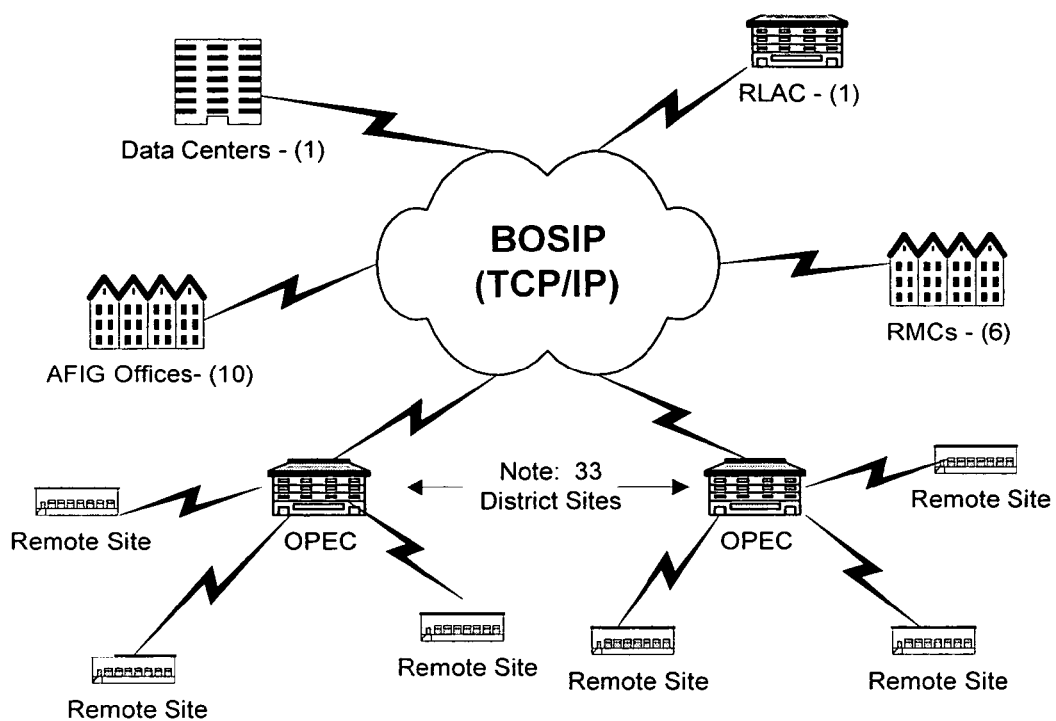 RLAC - (1)
Data Centers - (1)
BOSIP
(TCP/IP)
RMCs - (6)
AFIG Offices- (10)
Note: 33
District Sites
Remote Site
OPEC
OPEC
Remote Site
Remote Site
Remote Site
Remote Site
Remote Site